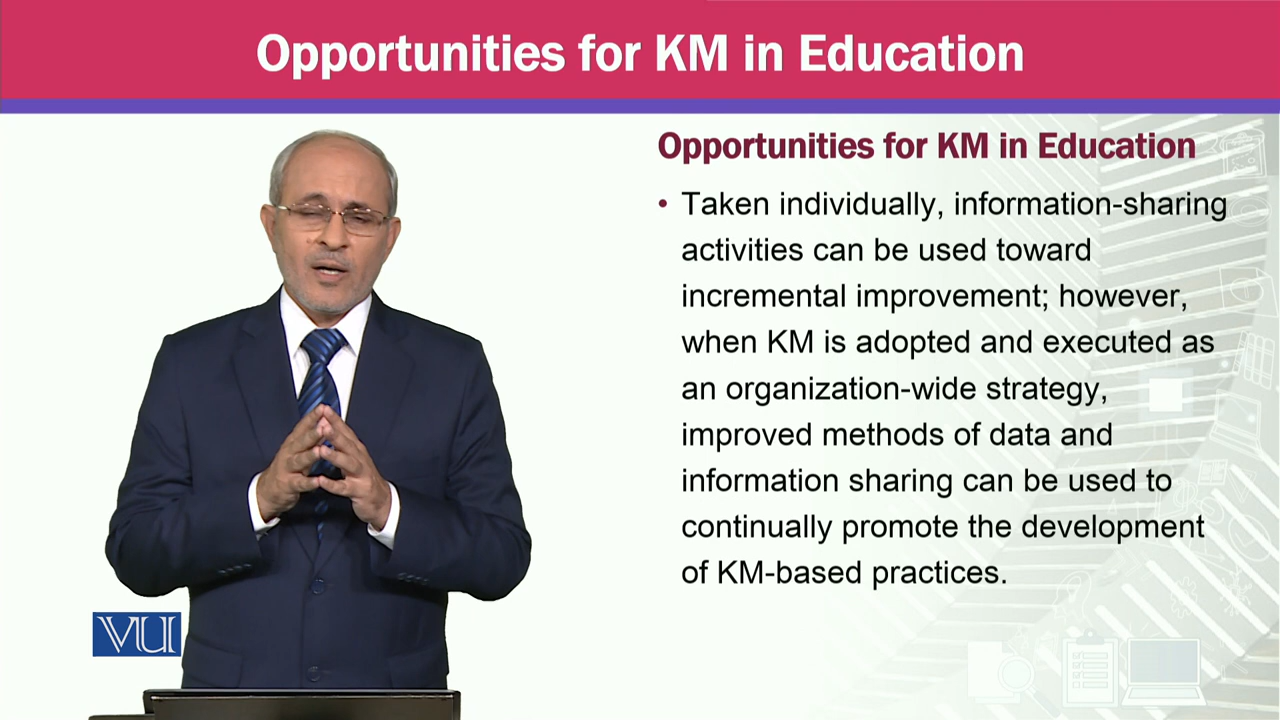 Opportunities for KM in Education
Opportunities for KM in Education
• Taken individually, information-sharing
activities can be used toward
incremental improvement; however,
when KM is adopted and executed as
an organization-wide strategy,
improved methods of data and
information sharing can be used to
continually promote the development
of KM-based practices.
VU